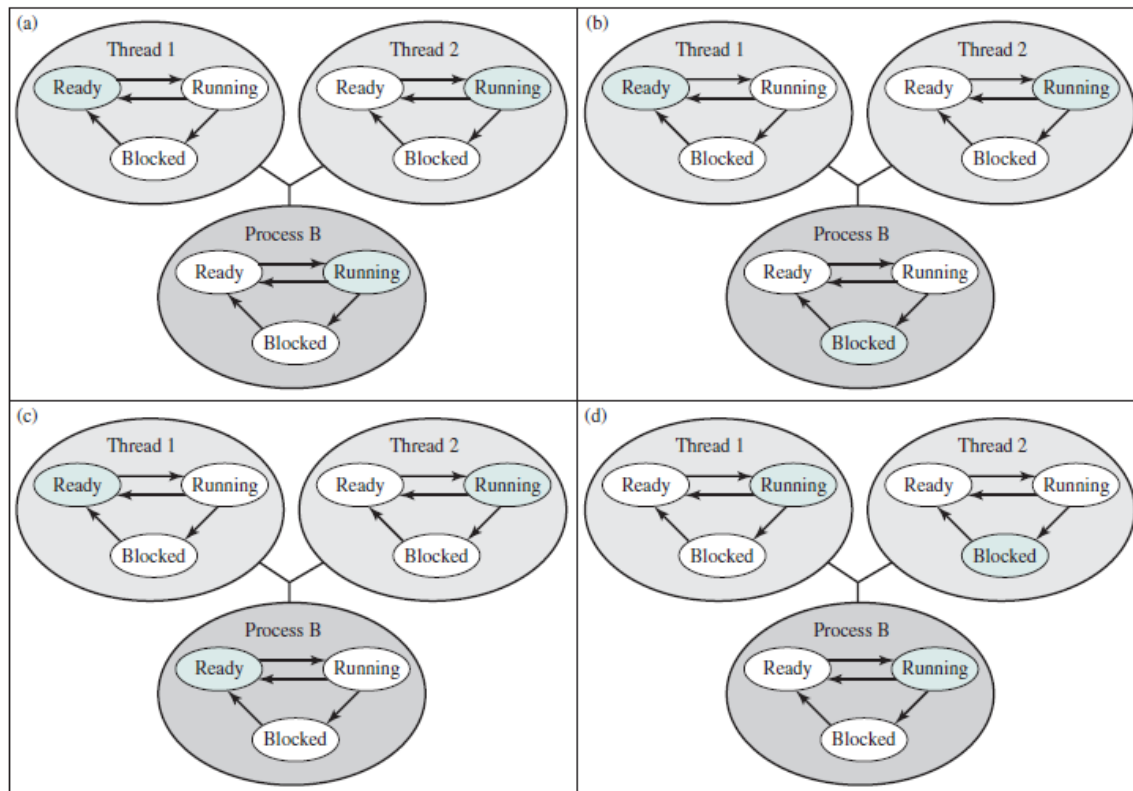 (a)
Thread 1
Ready Running
Blocked
Thread 2
Ready Running
Blocked
Process B
Ready Running
Blocked
(b)
Thread 1
Ready Running
Blocked
Thread 2
Ready Running
Blocked
Process B
Ready Running
Blocked
(c)
Thread 1
Ready Running
Blocked
Thread 2
Ready Running
Blocked
Process B
Ready Running
Blocked
(d)
Thread 1
Ready Running
Blocked
Thread 2
Ready Running
Blocked
Process B
Ready Running
Blocked